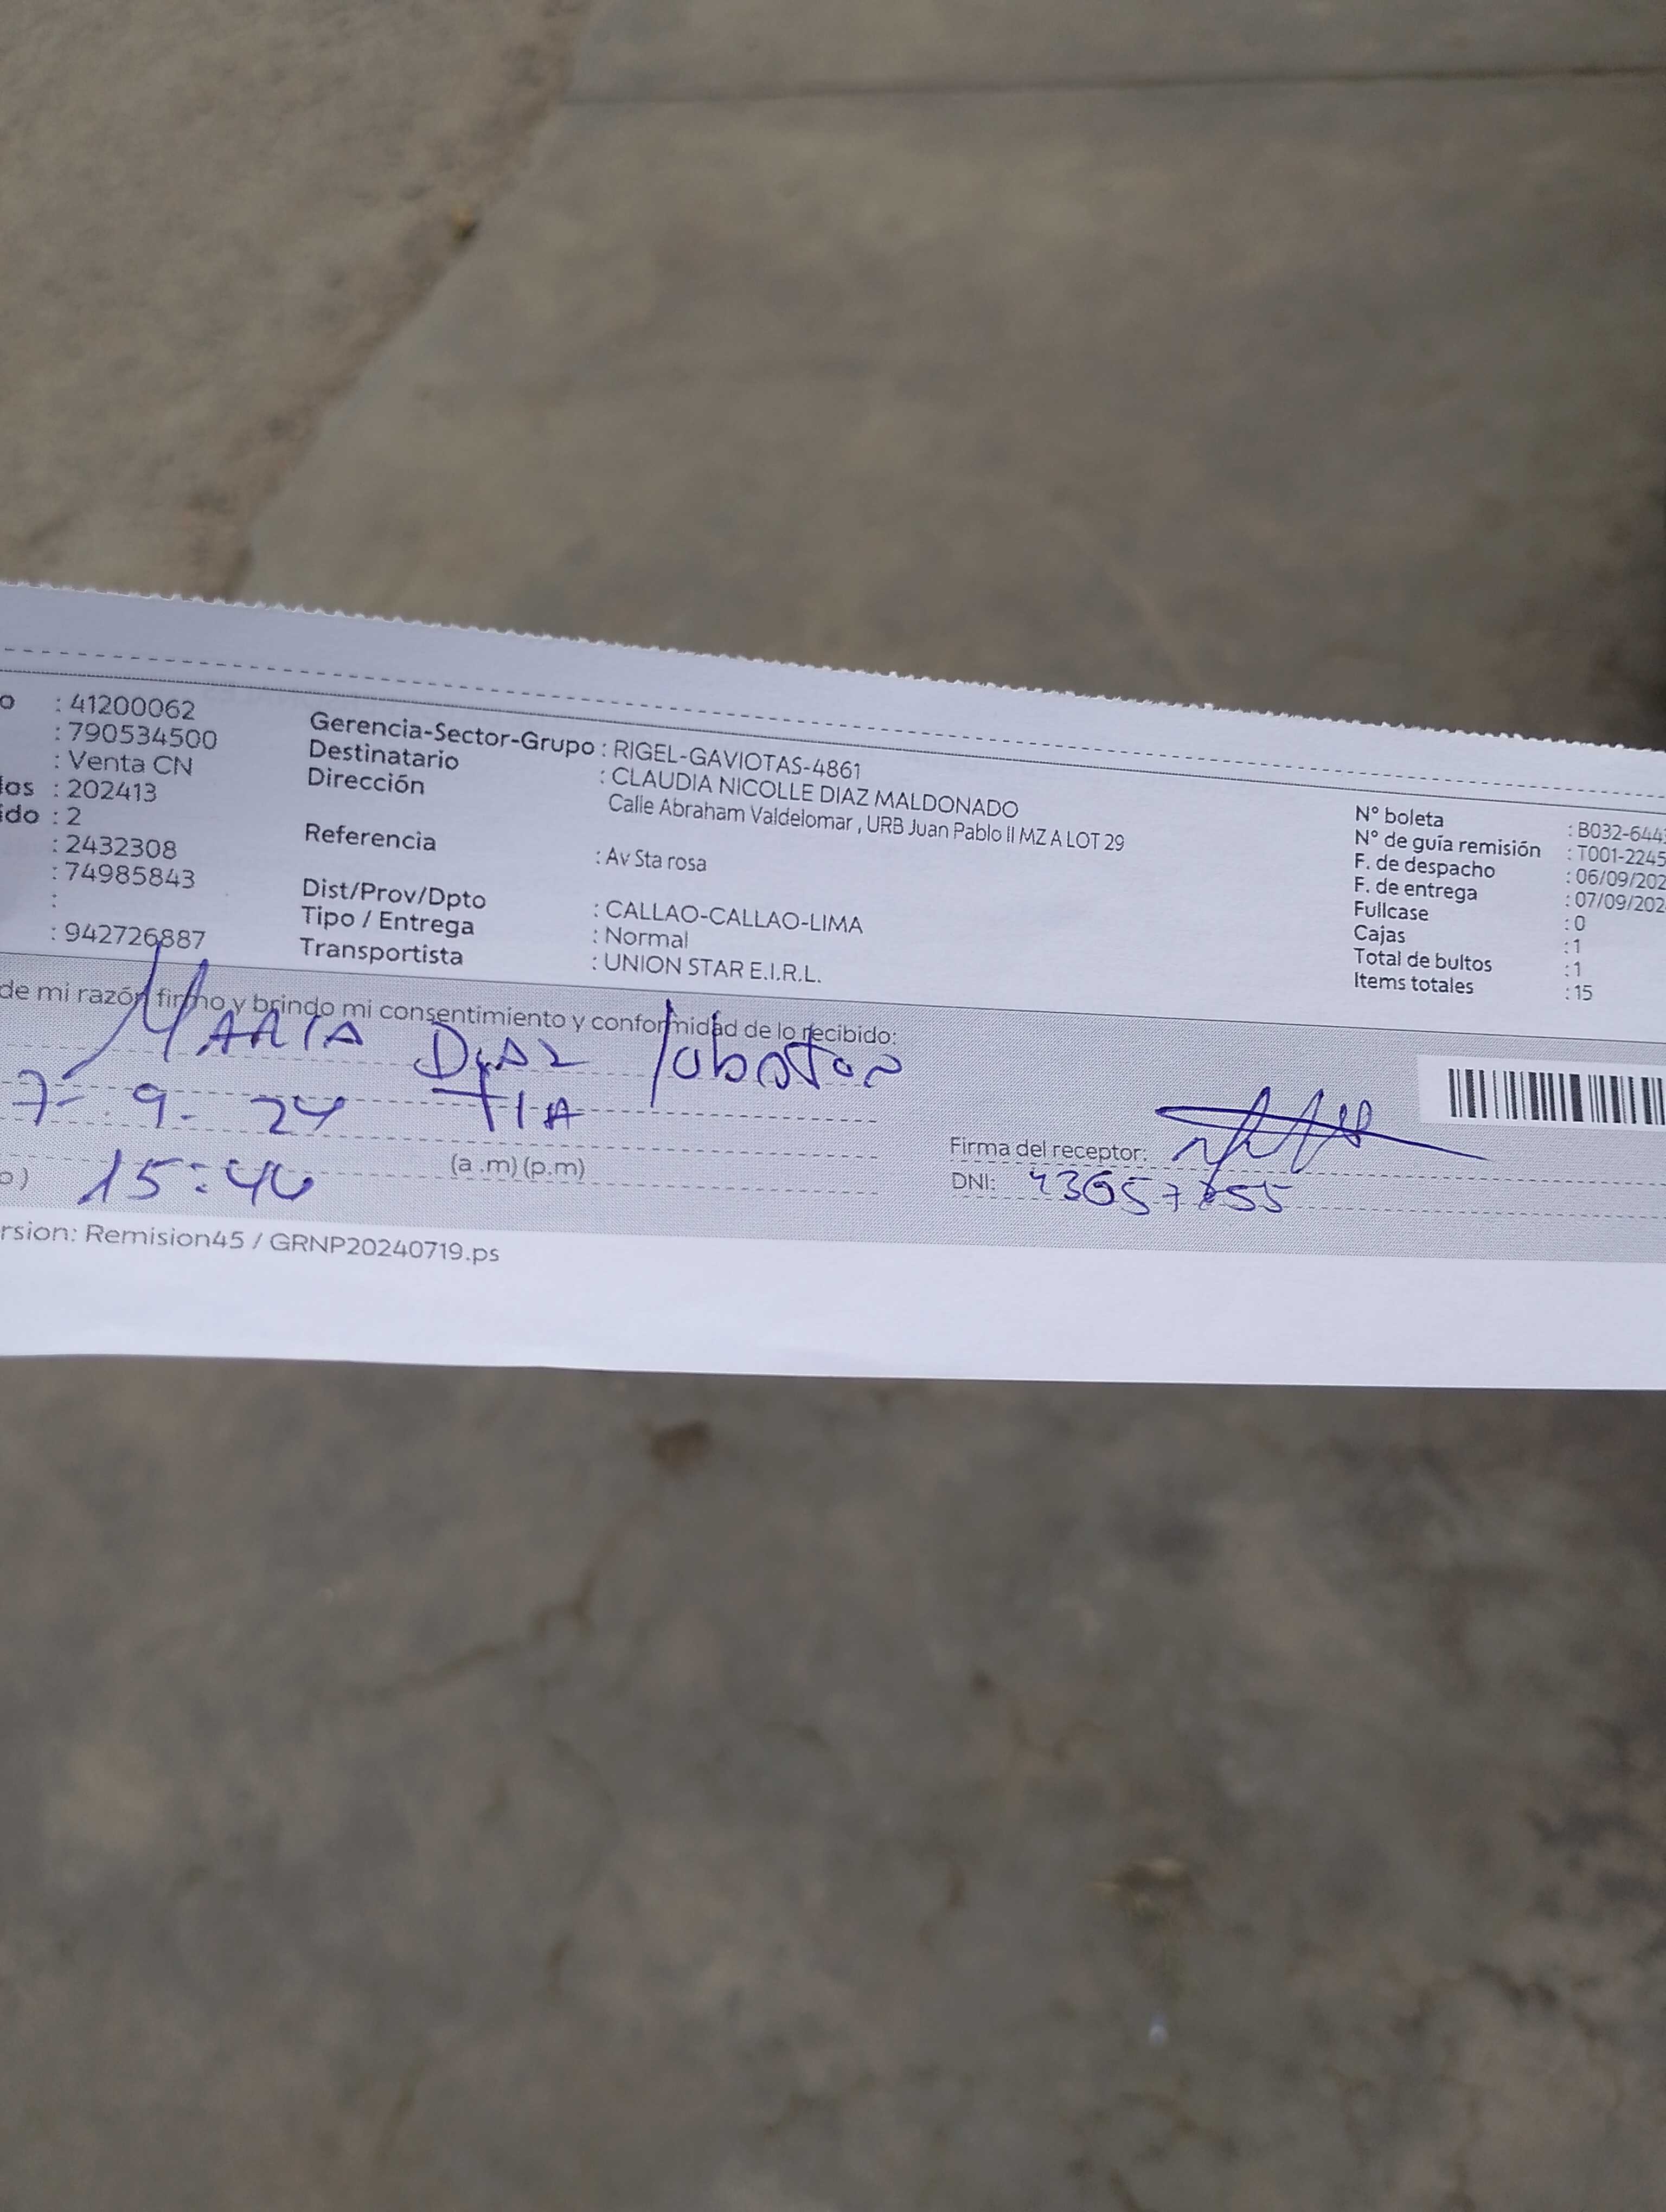 o : 41200062
: 790534500
: Venta CN
: 202413
ido : 2
: 2432308
: 74985843
:
: 942726887
Gerencia-Sector-Grupo : RIGEL-GAVIOTAS-4861
Destinatario : CLAUDIA NICOLLE DIAZ MALDONADO
Dirección Calle Abraham Valdelomar , URB Juan Pablo II MZ A LOT 29
Referencia : Av Sta rosa
Dist/Prov/Dpto : CALLAO-CALLAO-LIMA
Tipo / Entrega : Normal
Transportista : UNION STAR E.I.R.L.
N° boleta : B032-644
N° de guía remisión : T001-2245
F. de despacho : 06/09/202
F. de entrega : 07/09/202
Fullcase : 0
Cajas : 1
Total de bultos : 1
Items totales : 15
de mi razón firmo y brindo mi consentimiento y conformidad de lo recibido:
MARIA DIAZ
7- 9- 24 TIA
15:40 (a .m) (p.m)
Firma del receptor:
DNI:
rsion: Remision45 / GRNP20240719.ps